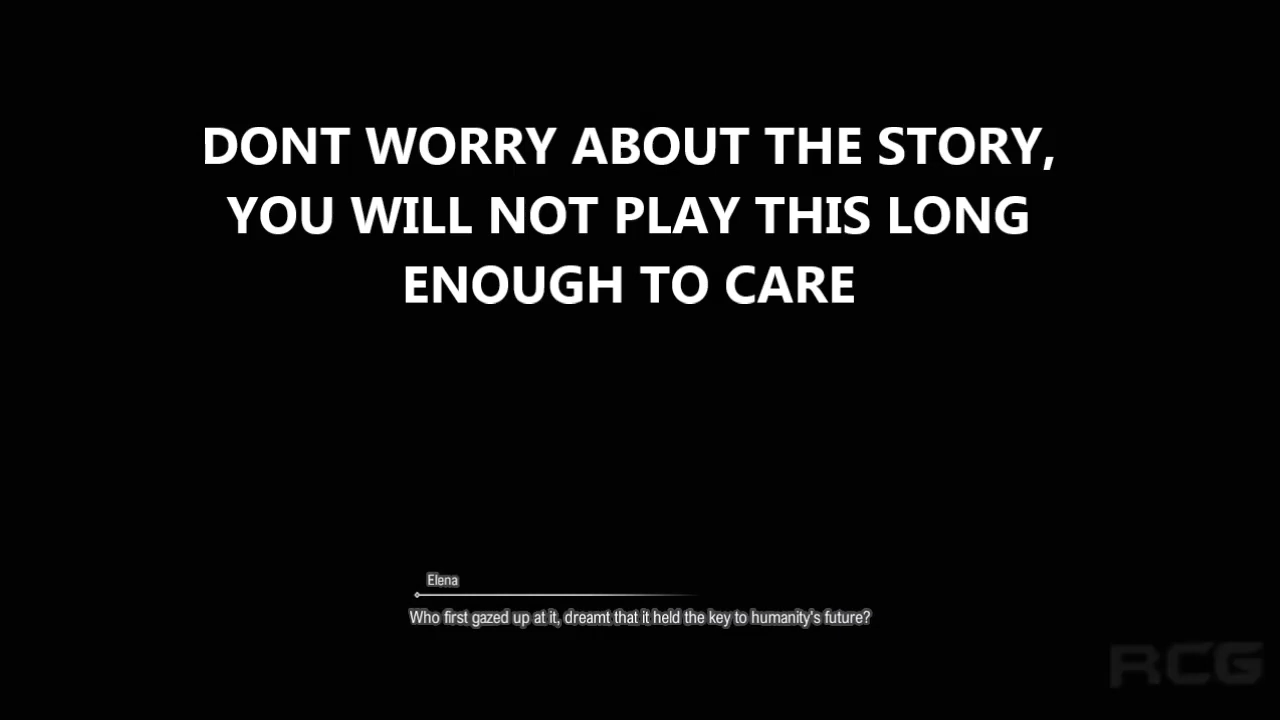 DONT WORRY ABOUT THE STORY,
YOU WILL NOT PLAY THIS LONG
ENOUGH TO CARE
Elena
Who first gazed up at it, dreamt that it held the key to humanity's future?
RCG